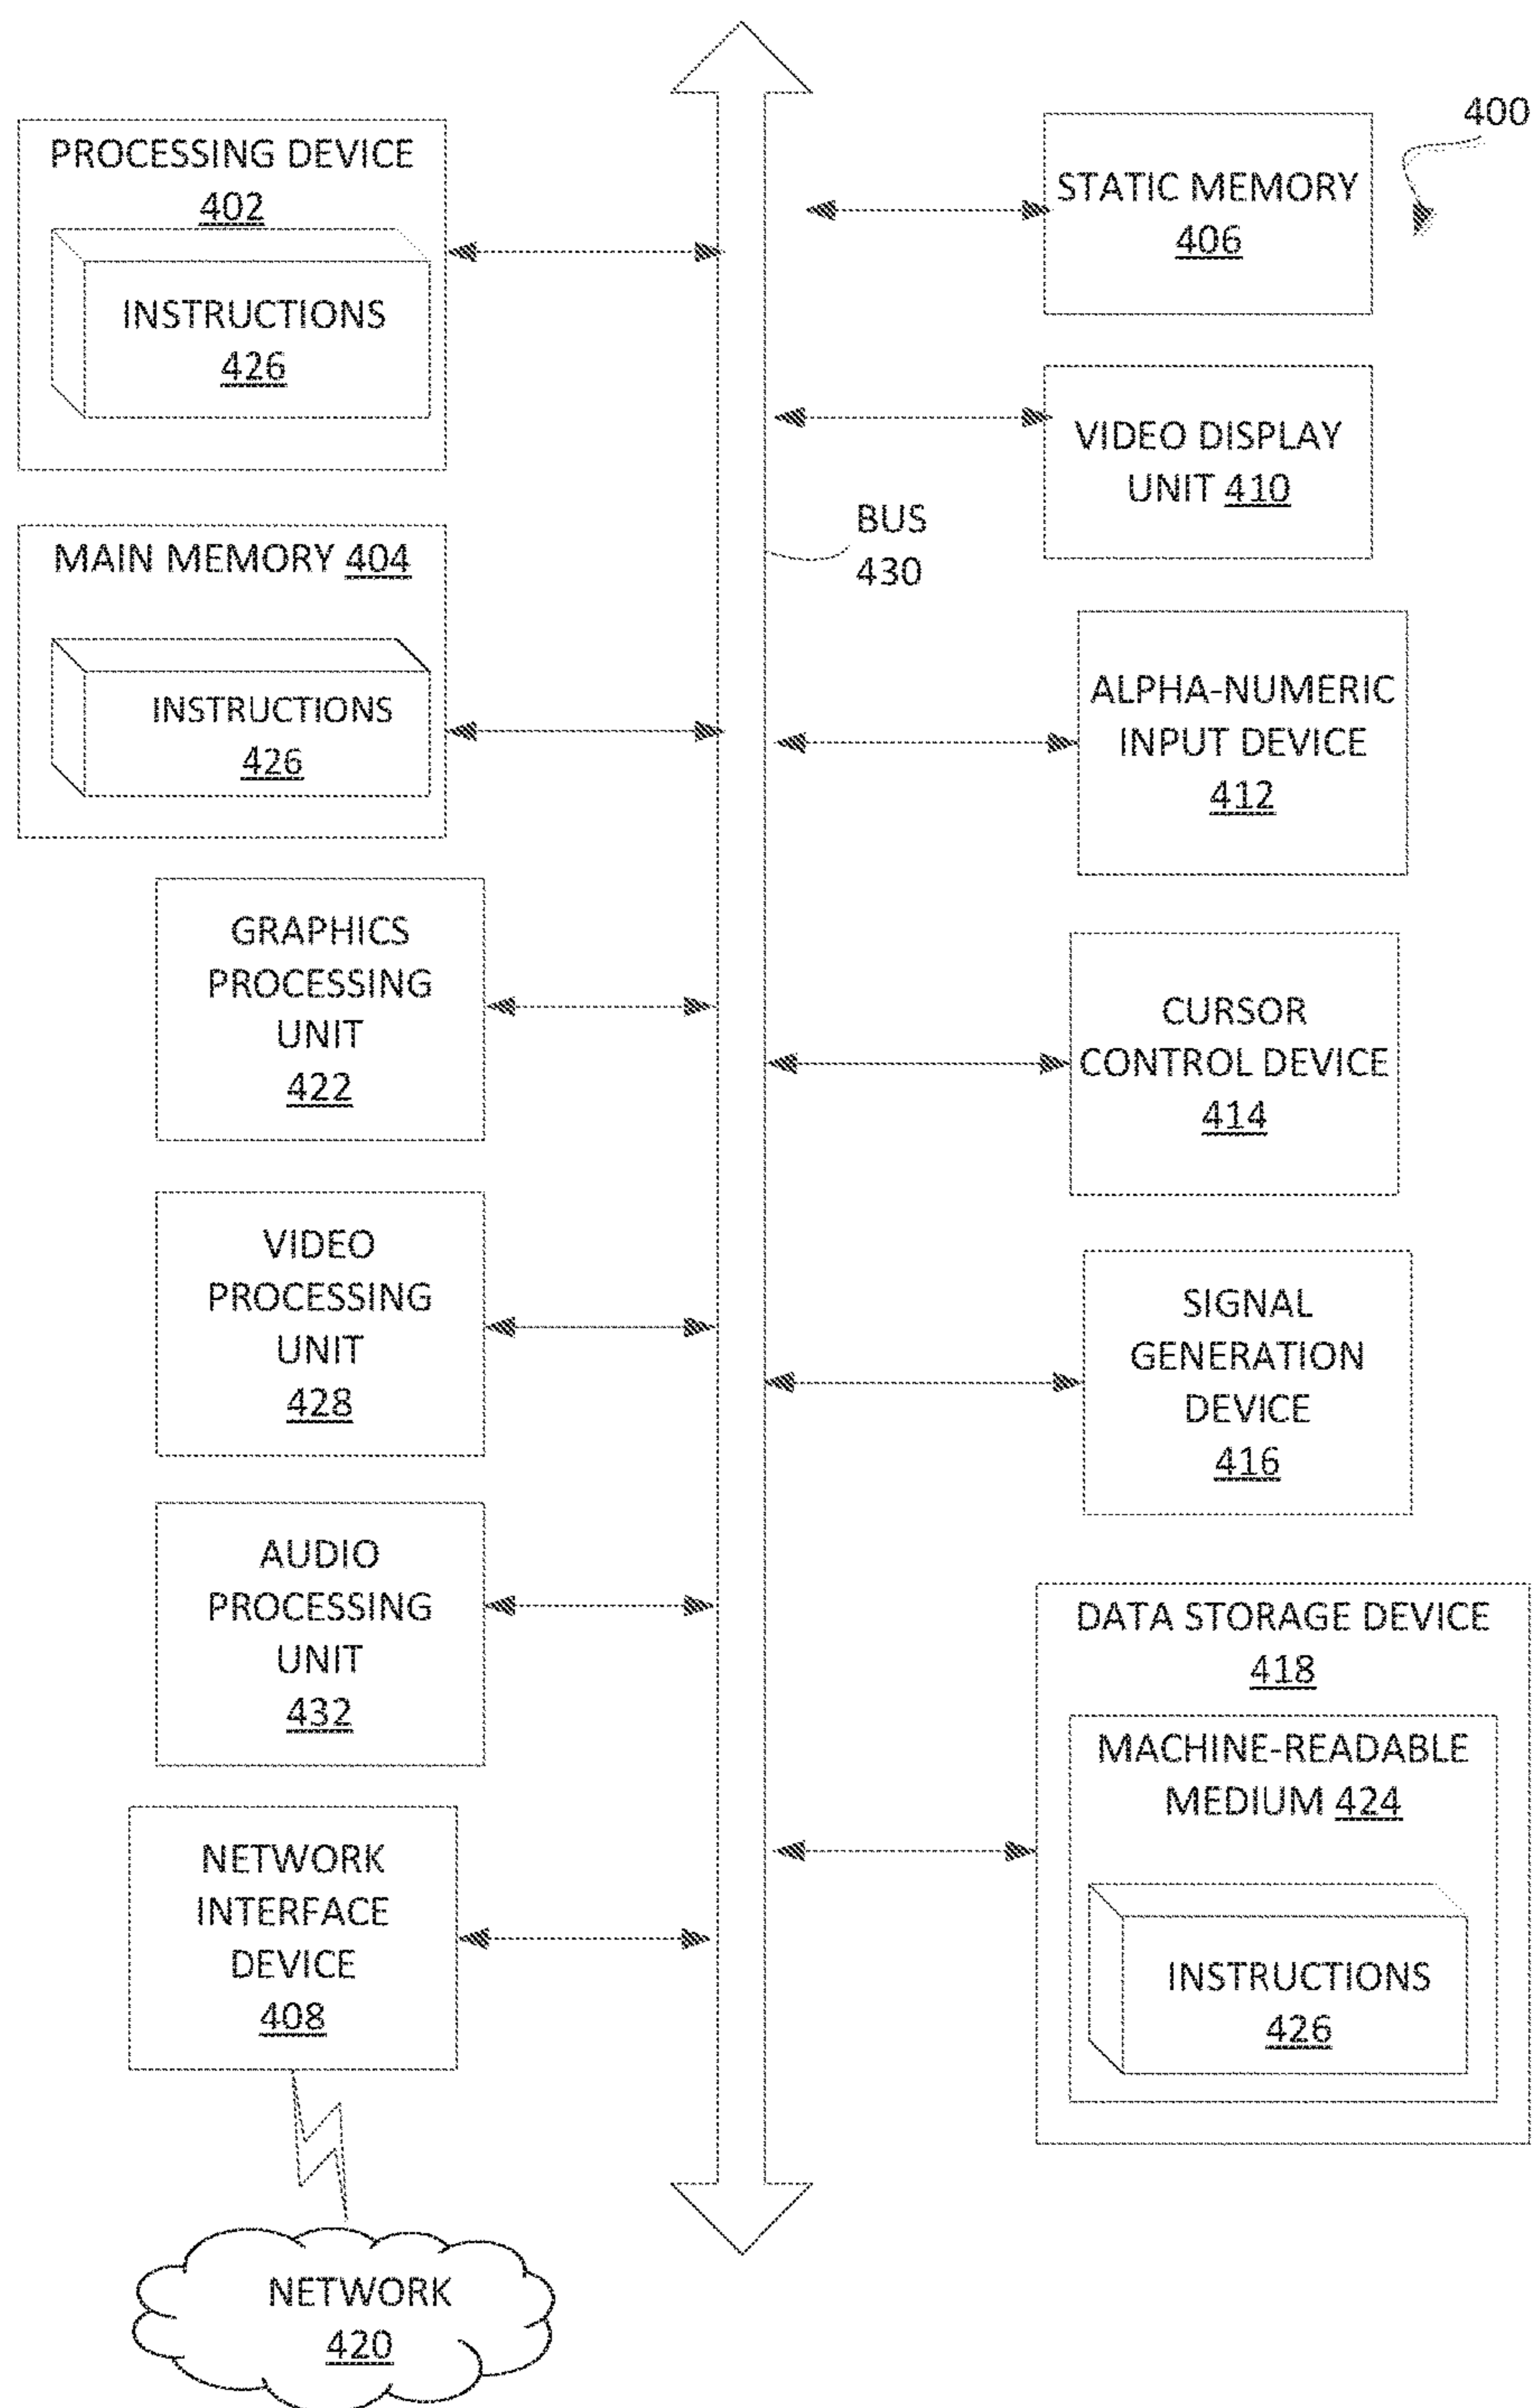 PROCESSING DEVICE
402
INSTRUCTIONS
426
MAIN MEMORY 404
INSTRUCTIONS
426
GRAPHICS
PROCESSING
UNIT
422
VIDEO
PROCESSING
UNIT
428
AUDIO
PROCESSING
UNIT
432
NETWORK
INTERFACE
DEVICE
408
NETWORK
420
BUS
430
400
STATIC MEMORY
406
VIDEO DISPLAY
UNIT 410
ALPHA-NUMERIC
INPUT DEVICE
412
CURSOR
CONTROL DEVICE
414
SIGNAL
GENERATION
DEVICE
416
DATA STORAGE DEVICE
418
MACHINE-READABLE
MEDIUM 424
INSTRUCTIONS
426